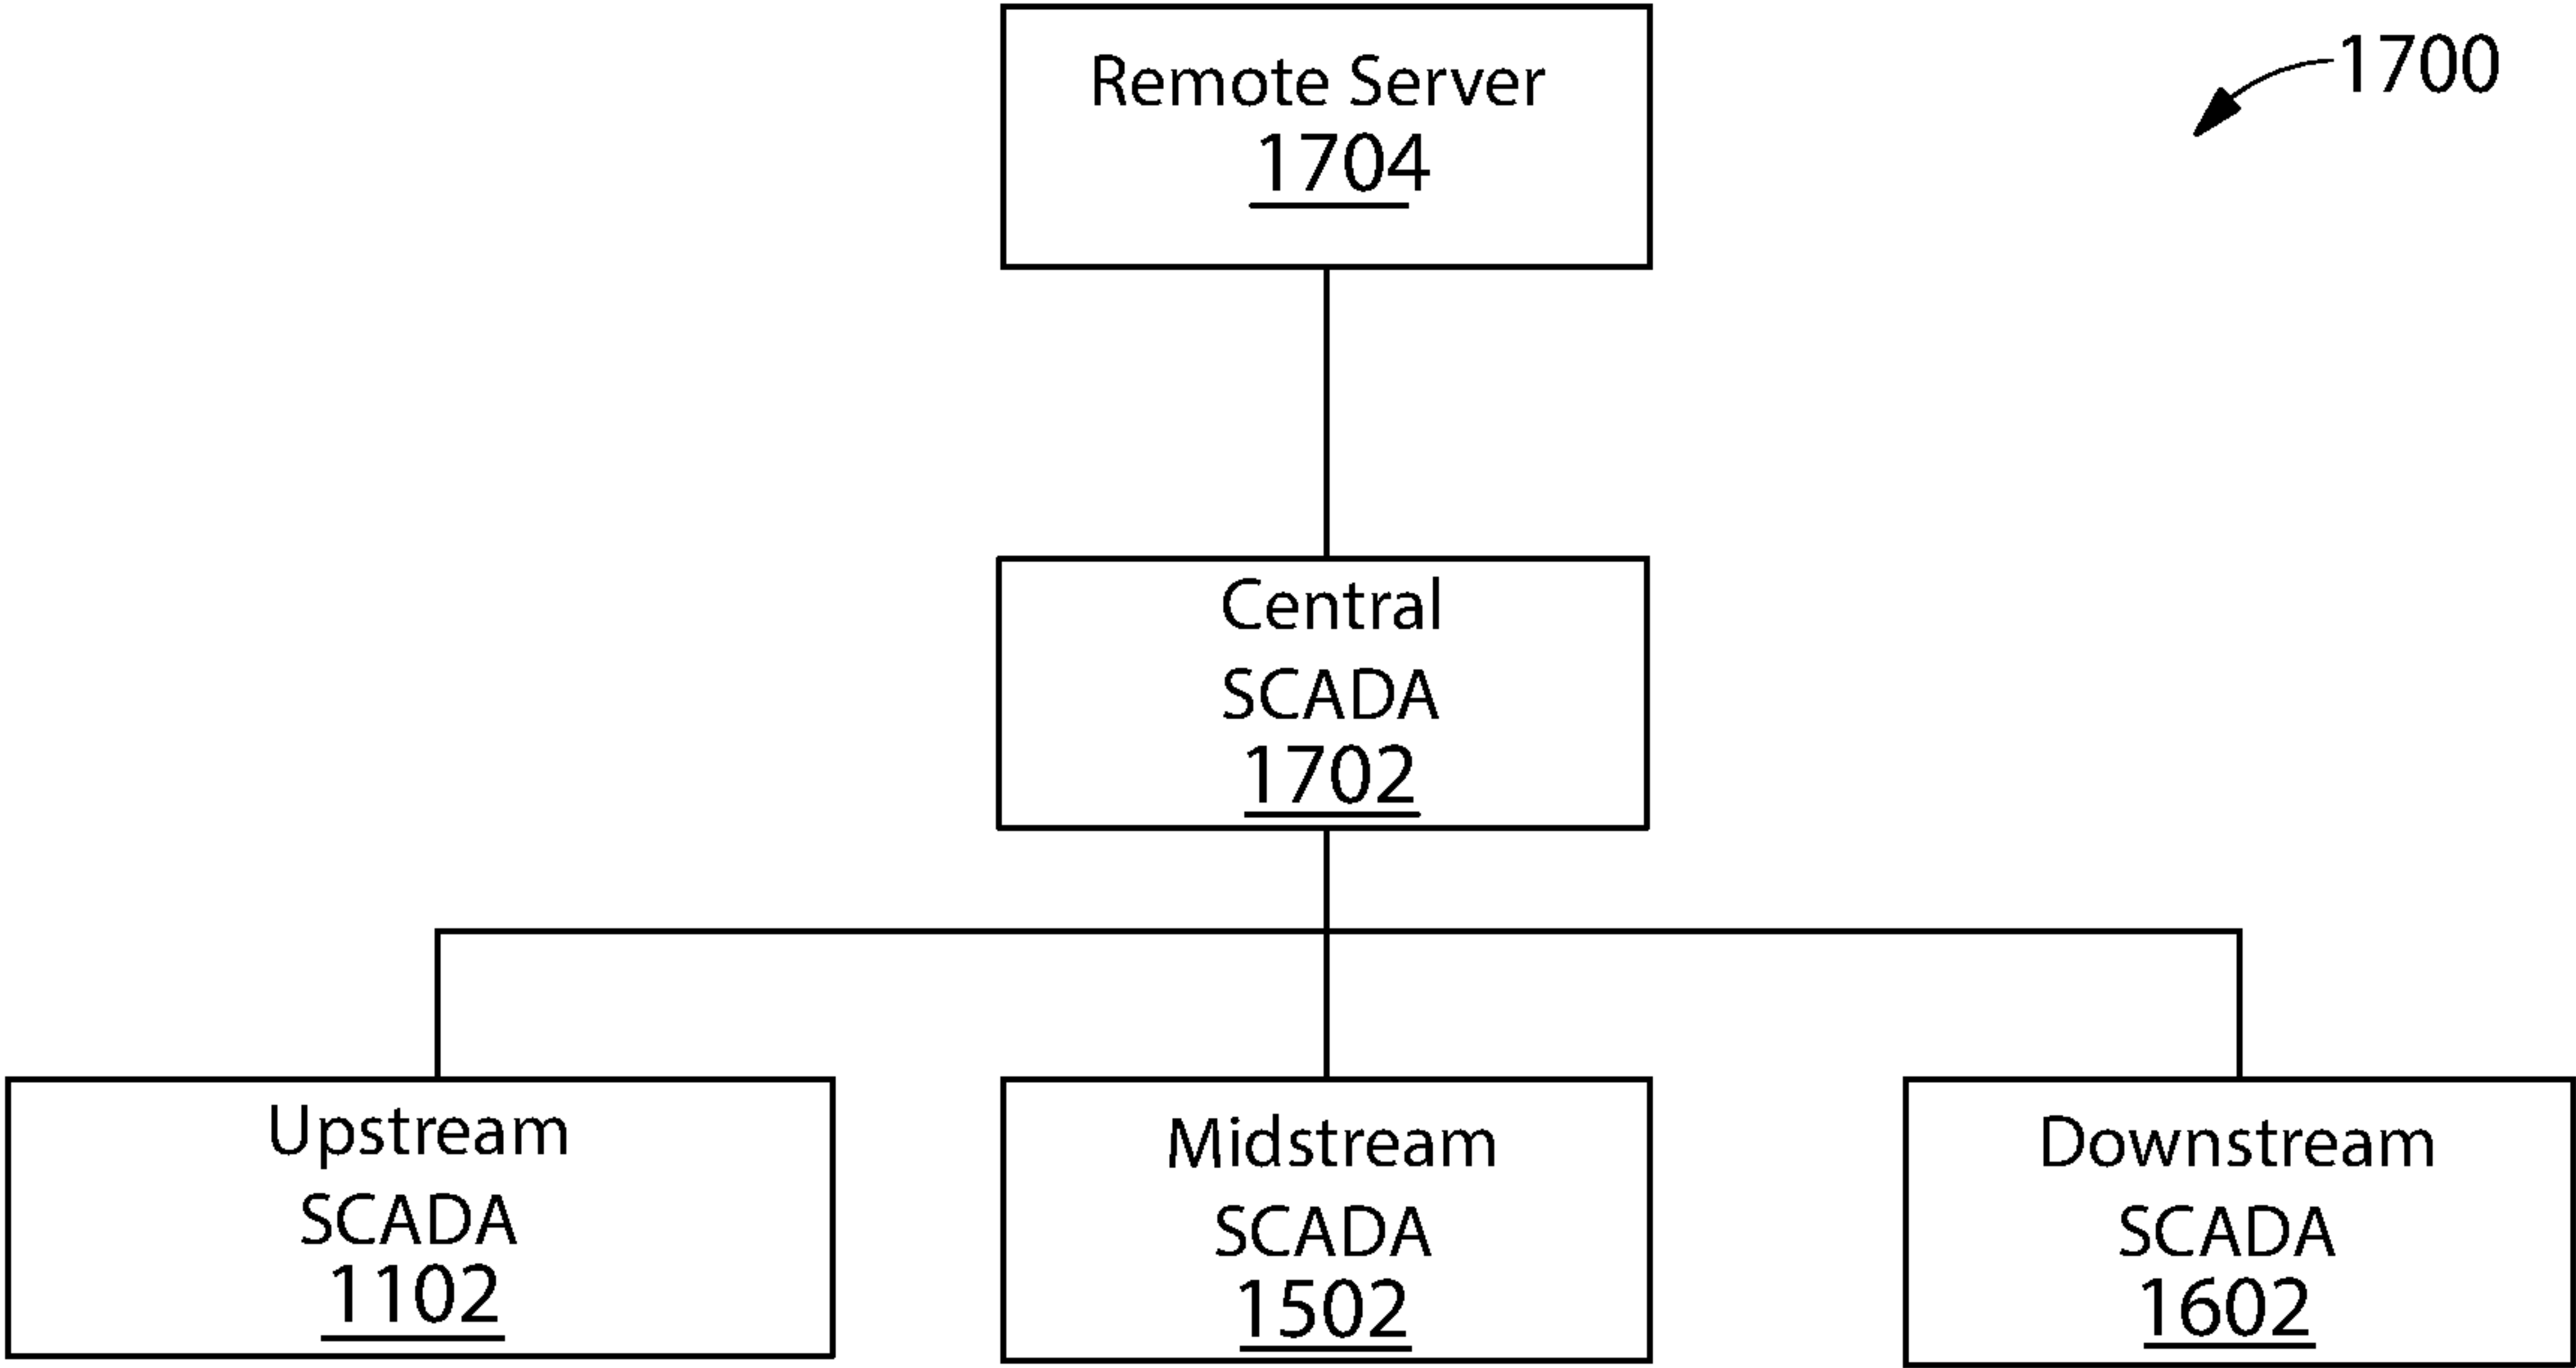 Remote Server
1704
1700
Central
SCADA
1702
Upstream
SCADA
1102
Midstream
SCADA
1502
Downstream
SCADA
1602